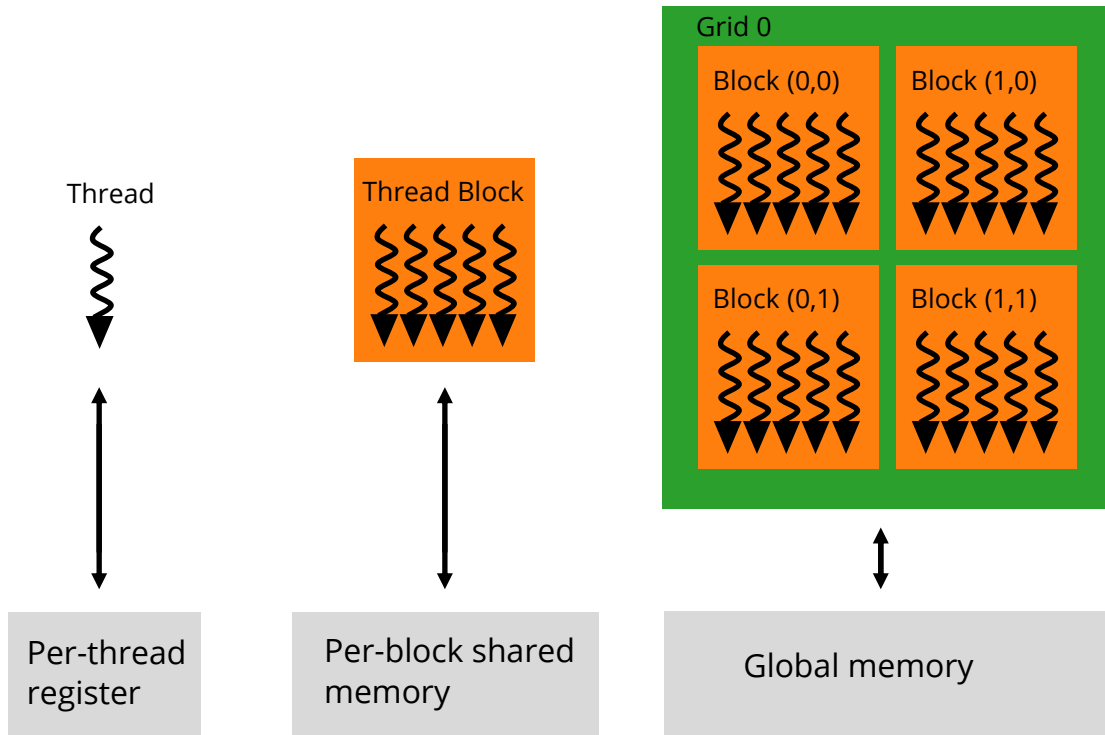 Grid 0
Block (0,0)
Block (1,0)
Thread
Thread Block
Block (0,1)
Block (1,1)
Per-thread
register
Per-block shared
memory
Global memory